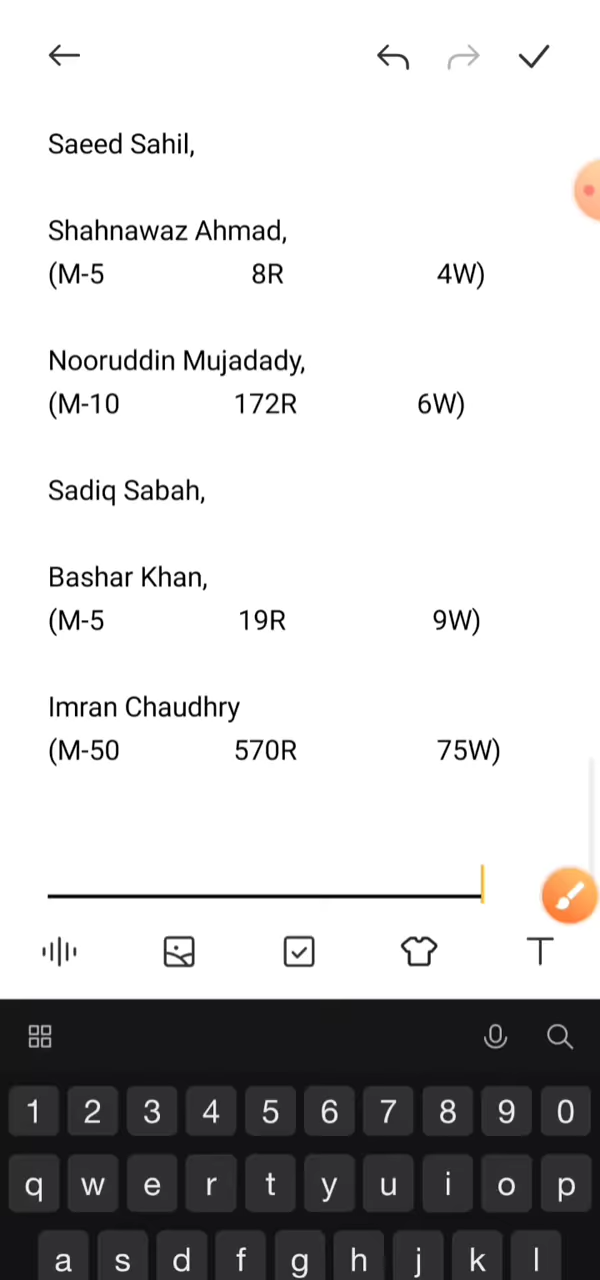 Saeed Sahil,
Shahnawaz Ahmad,
(M-5 8R 4W)
Nooruddin Mujadady,
(M-10 172R 6W)
Sadiq Sabah,
Bashar Khan,
(M-5 19R 9W)
Imran Chaudhry
(M-50 570R 75W)
T
1 2 3 4 5 6 7 8 9 0
q w e r t y u i o p
a s d f g h j k l